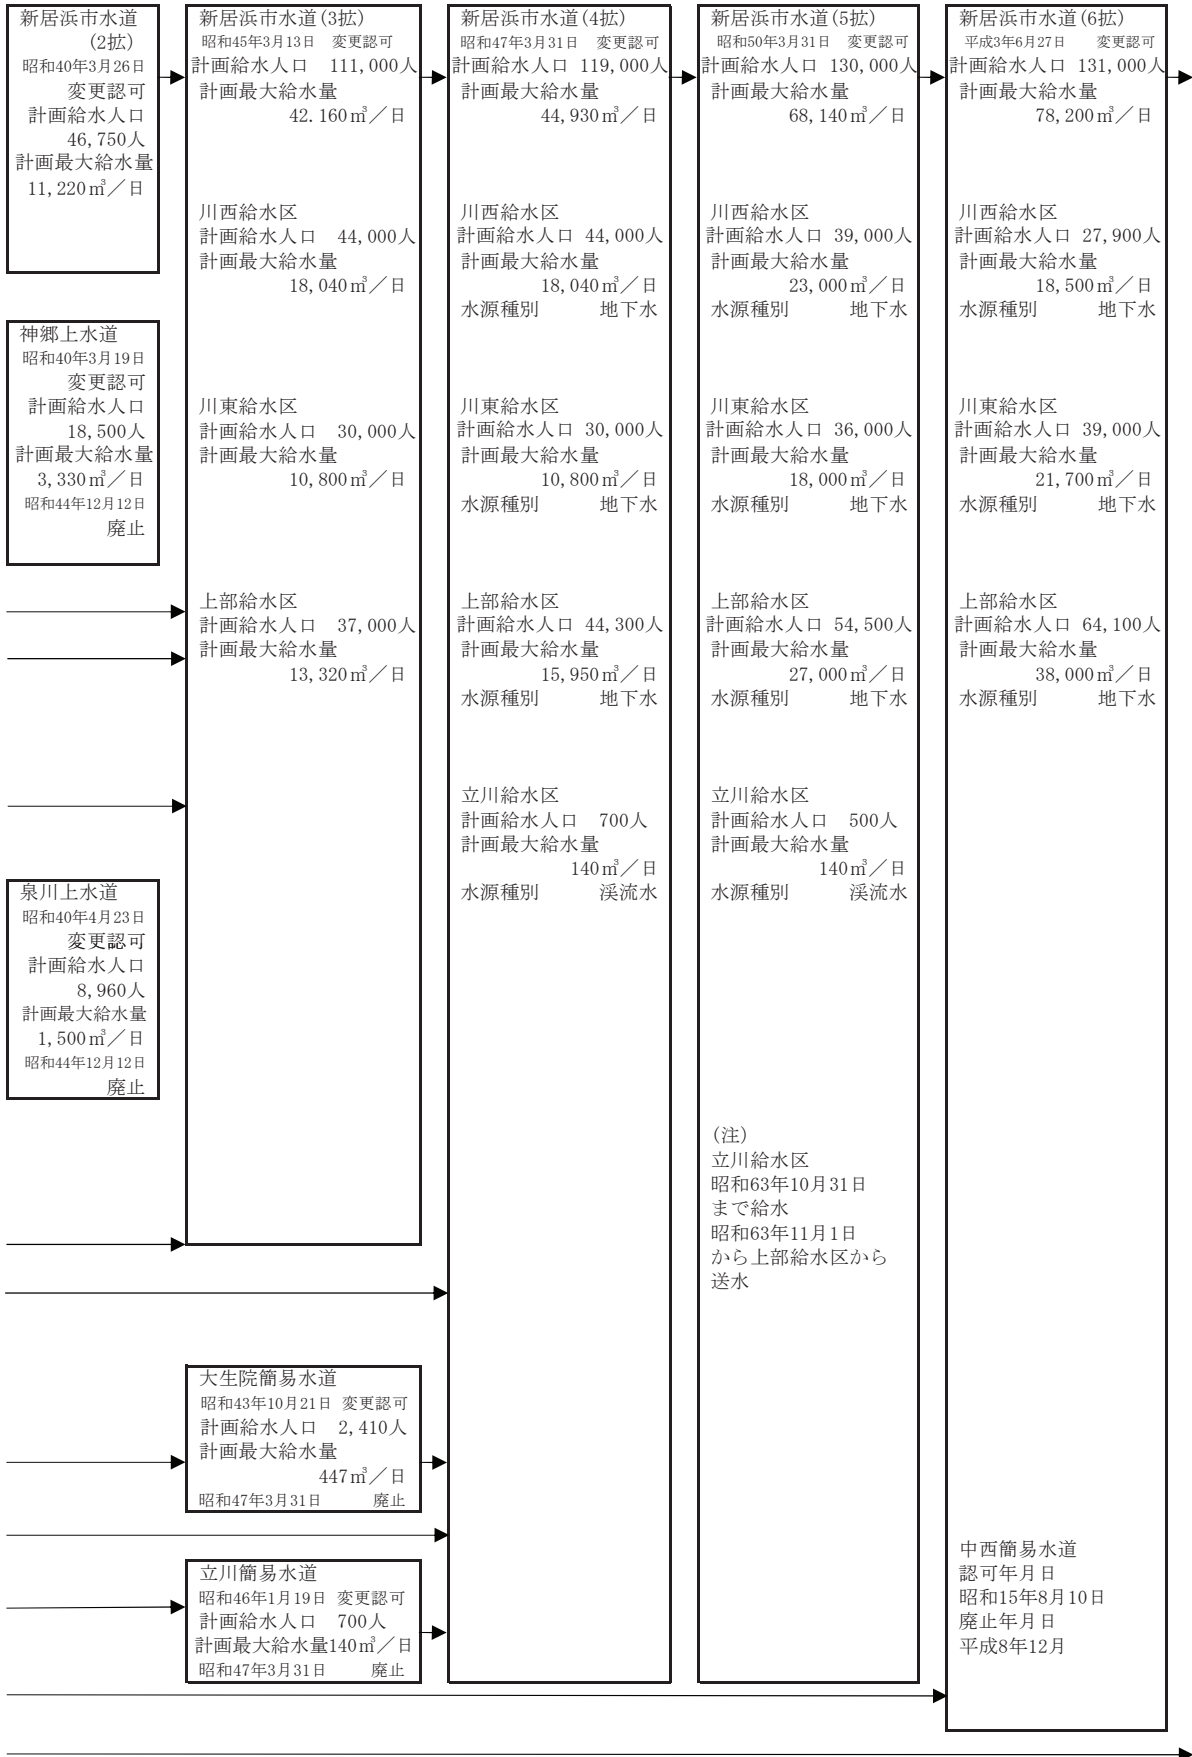 新居浜市水道
(2拡)
昭和40年3月26日
変更認可
計画給水人口
46,750人
計画最大給水量
11,220㎥／日
神郷上水道
昭和40年3月19日
変更認可
計画給水人口
18,500人
計画最大給水量
3,330㎥／日
昭和44年12月12日
廃止
泉川上水道
昭和40年4月23日
変更認可
計画給水人口
8,960人
計画最大給水量
1,500㎥／日
昭和44年12月12日
廃止
新居浜市水道(3拡)
昭和45年3月13日 変更認可
計画給水人口 111,000人
計画最大給水量
42.160㎥／日
川西給水区
計画給水人口 44,000人
計画最大給水量
18,040㎥／日
川東給水区
計画給水人口 30,000人
計画最大給水量
10,800㎥／日
上部給水区
計画給水人口 37,000人
計画最大給水量
13,320㎥／日
大生院簡易水道
昭和43年10月21日 変更認可
計画給水人口 2,410人
計画最大給水量
447㎥／日
昭和47年3月31日 廃止
立川簡易水道
昭和46年1月19日 変更認可
計画給水人口 700人
計画最大給水量140㎥／日
昭和47年3月31日 廃止
新居浜市水道(4拡)
昭和47年3月31日 変更認可
計画給水人口 119,000人
計画最大給水量
44,930㎥／日
川西給水区
計画給水人口 44,000人
計画最大給水量
18,040㎥／日
水源種別 地下水
川東給水区
計画給水人口 30,000人
計画最大給水量
10,800㎥／日
水源種別 地下水
上部給水区
計画給水人口 44,300人
計画最大給水量
15,950㎥／日
水源種別 地下水
立川給水区
計画給水人口 700人
計画最大給水量
140㎥／日
水源種別 渓流水
新居浜市水道(5拡)
昭和50年3月31日 変更認可
計画給水人口 130,000人
計画最大給水量
68,140㎥／日
川西給水区
計画給水人口 39,000人
計画最大給水量
23,000㎥／日
水源種別 地下水
川東給水区
計画給水人口 36,000人
計画最大給水量
18,000㎥／日
水源種別 地下水
上部給水区
計画給水人口 54,500人
計画最大給水量
27,000㎥／日
水源種別 地下水
立川給水区
計画給水人口 500人
計画最大給水量
140㎥／日
水源種別 渓流水
(注)
立川給水区
昭和63年10月31日
まで給水
昭和63年11月1日
から上部給水区から
送水
新居浜市水道(6拡)
平成3年6月27日 変更認可
計画給水人口 131,000人
計画最大給水量
78,200㎥／日
川西給水区
計画給水人口 27,900人
計画最大給水量
18,500㎥／日
水源種別 地下水
川東給水区
計画給水人口 39,000人
計画最大給水量
21,700㎥／日
水源種別 地下水
上部給水区
計画給水人口 64,100人
計画最大給水量
38,000㎥／日
水源種別 地下水
中西簡易水道
認可年月日
昭和15年8月10日
廃止年月日
平成8年12月